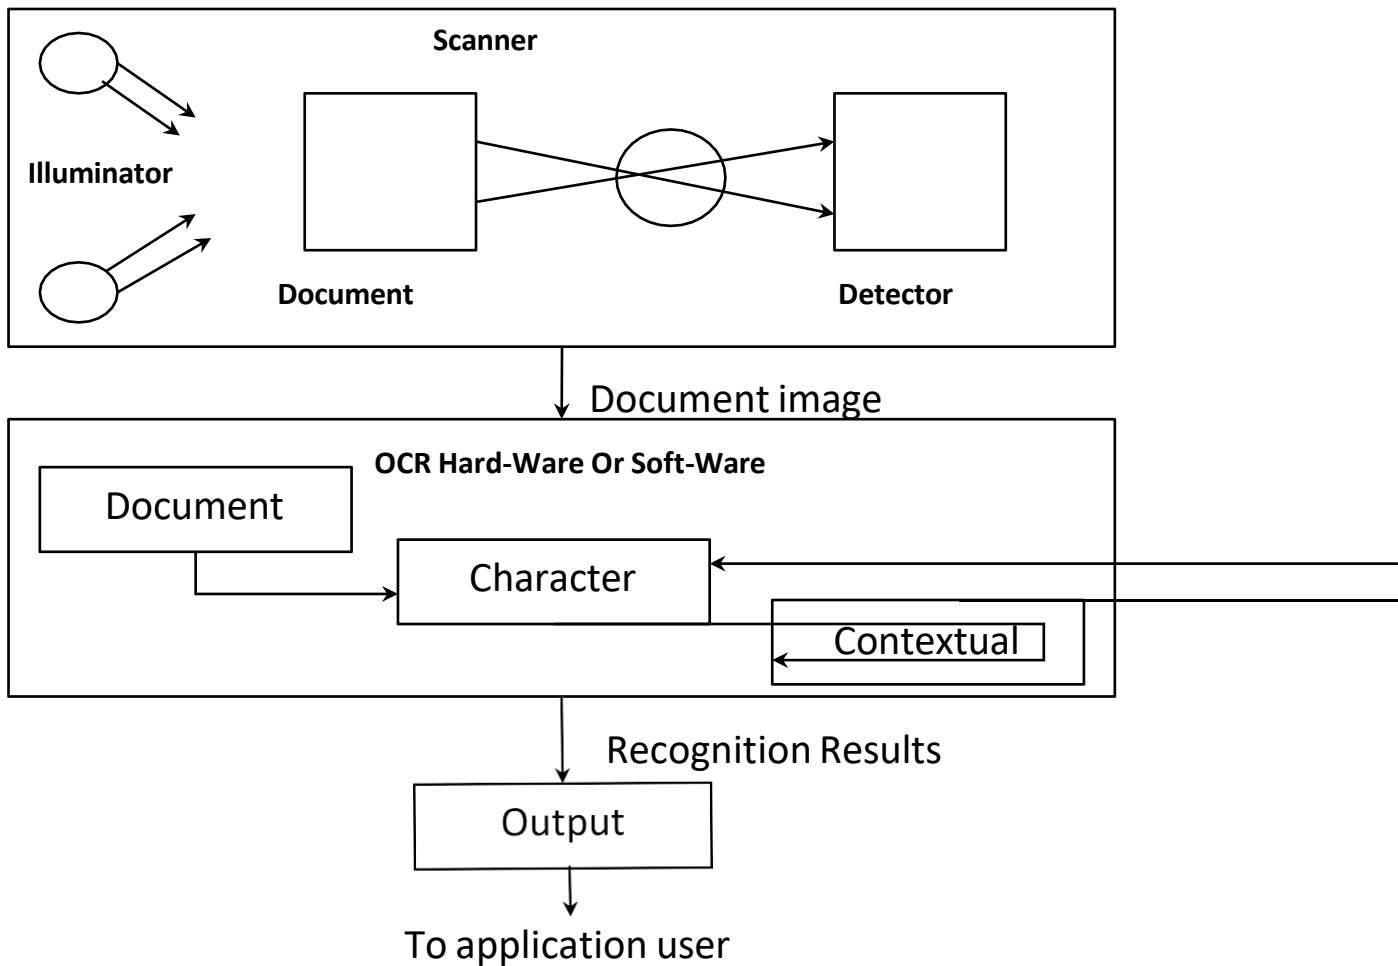 Scanner
Illuminator
Document
Detector
Document image
OCR Hard-Ware Or Soft-Ware
Document
Character
Contextual
Recognition Results
Output
To application user